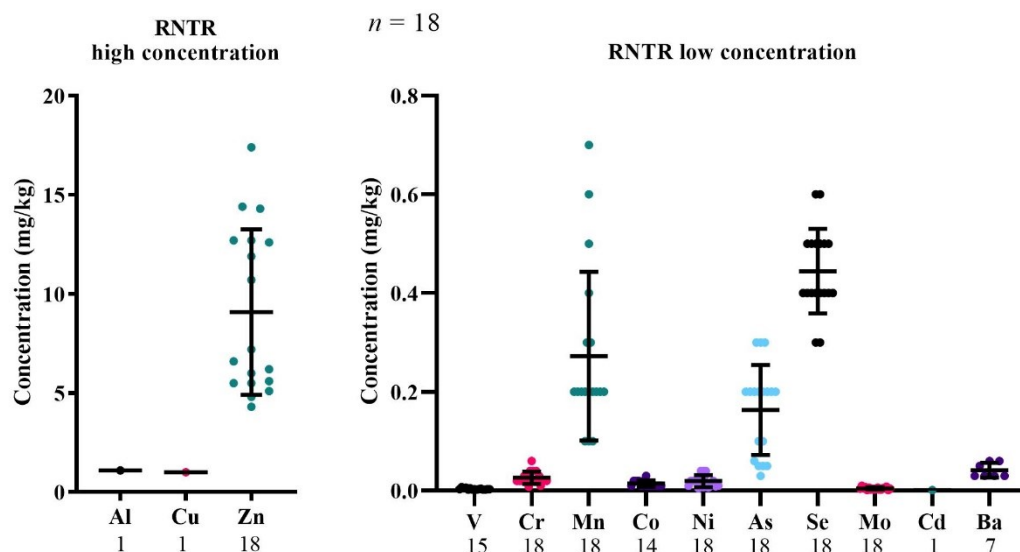 RNTR
high concentration
n = 18
RNTR low concentration
Concentration (mg/kg)
20
15
10
5
0
Al Cu Zn
1 1 18
Concentration (mg/kg)
0.8
0.6
0.4
0.2
0.0
V Cr Mn Co Ni As Se Mo Cd Ba
15 18 18 14 18 18 18 18 1 7